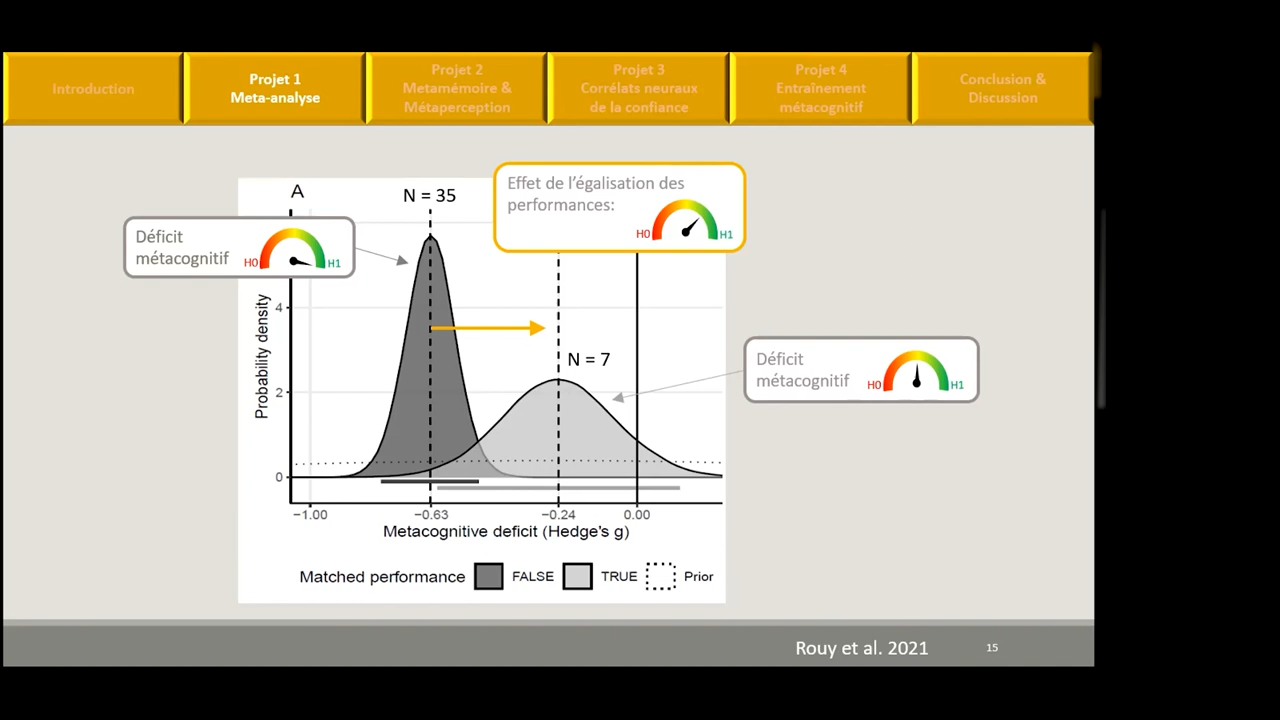 Introduction
Projet 1
Meta-analyse
Projet 2
Metamémoire &
Métaperception
Projet 3
Corrélats neuraux
de la confiance
Projet 4
Entraînement
métacognitif
Conclusion &
Discussion
A
N = 35
Effet de l'égalisation des
performances:
H0 H1
Déficit
métacognitif
H0 H1
N = 7
Déficit
métacognitif
H0 H1
Probability density
4
2
0
−1.00 −0.63 −0.24 0.00
Metacognitive deficit (Hedge's g)
Matched performance FALSE TRUE Prior
Rouy et al. 2021
15